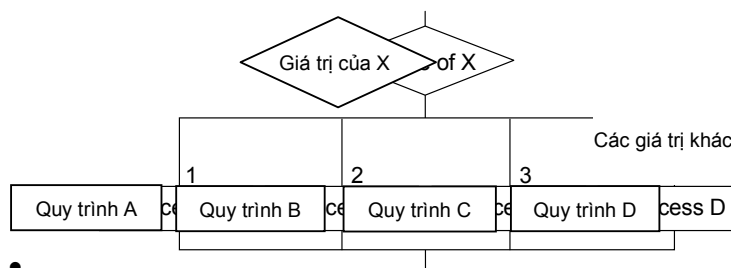 Giá trị của X of X
Các giá trị khác
1 2 3
Quy trình A Quy trình B Quy trình C Quy trình D cess D